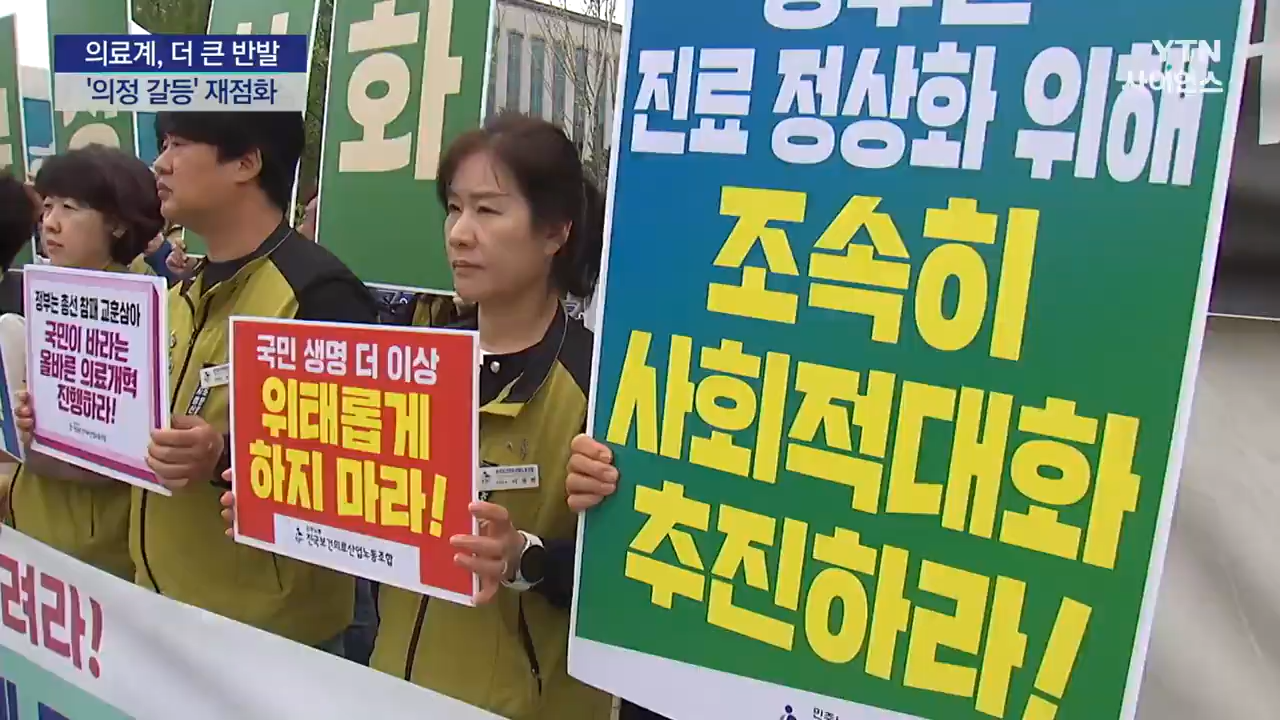 의료계, 더 큰 반발
'의정 갈등' 재점화
YTN
사이언스
화
정부는
진료 정상화 위해
조속히
사회적대화
추진하라!
정부는 총선 참패 교훈삼아
국민이 바라는
올바른 의료개혁
진행하라!
국민 생명 더 이상
위태롭게
하지 마라!
전국보건의료산업노동조합
려라!